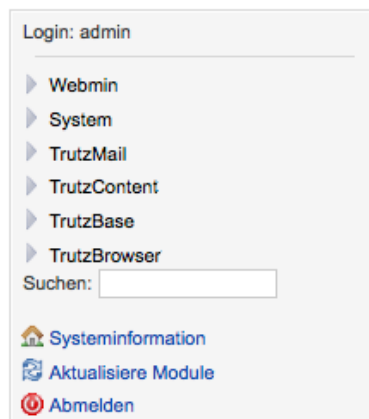 Login: admin
Webmin
System
TrutzMail
TrutzContent
TrutzBase
TrutzBrowser
Suchen:
Systeminformation
Aktualisiere Module
Abmelden